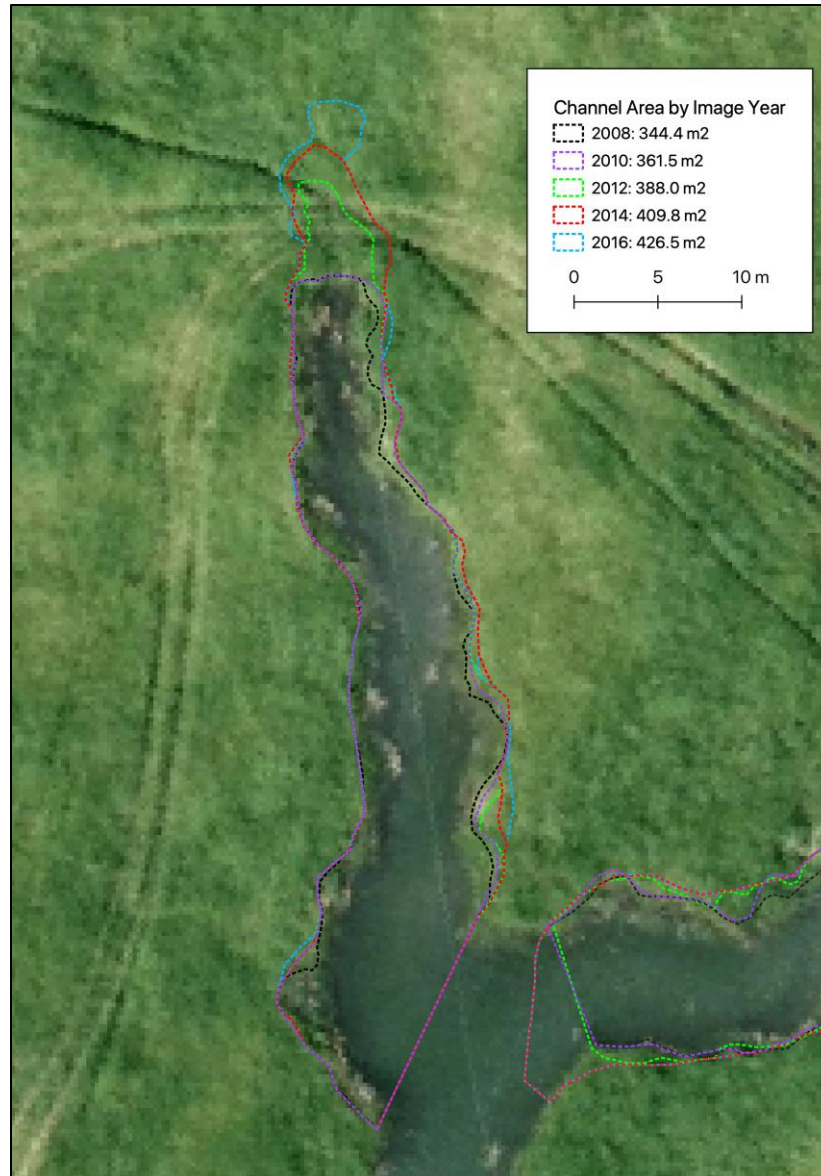 Channel Area by Image Year
2008: 344.4 m2
2010: 361.5 m2
2012: 388.0 m2
2014: 409.8 m2
2016: 426.5 m2
0 5 10 m